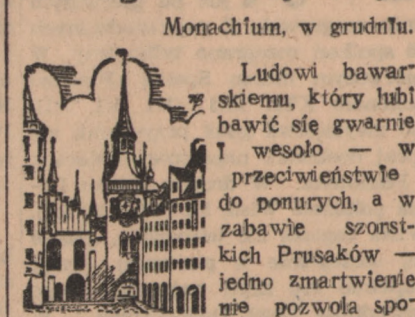 Monachium, w grudniu.
Ludowi bawar-
skiemu, który lubi
bawić się gwarnie
i wesoło — w
przeciwieństwie
do ponurych, a w
zabawie szorst-
kich Prusaków —
jedno zmartwienie
nie pozwola spo-